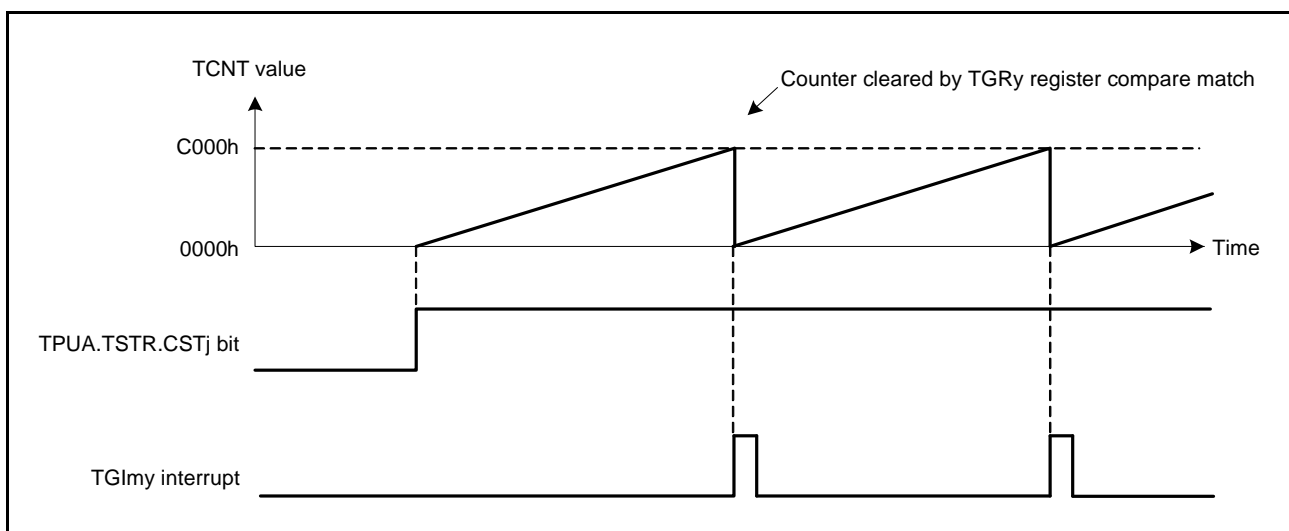 TCNT value
Counter cleared by TGRy register compare match
C000h
0000h
Time
TPUA.TSTR.CSTj bit
TGImy interrupt